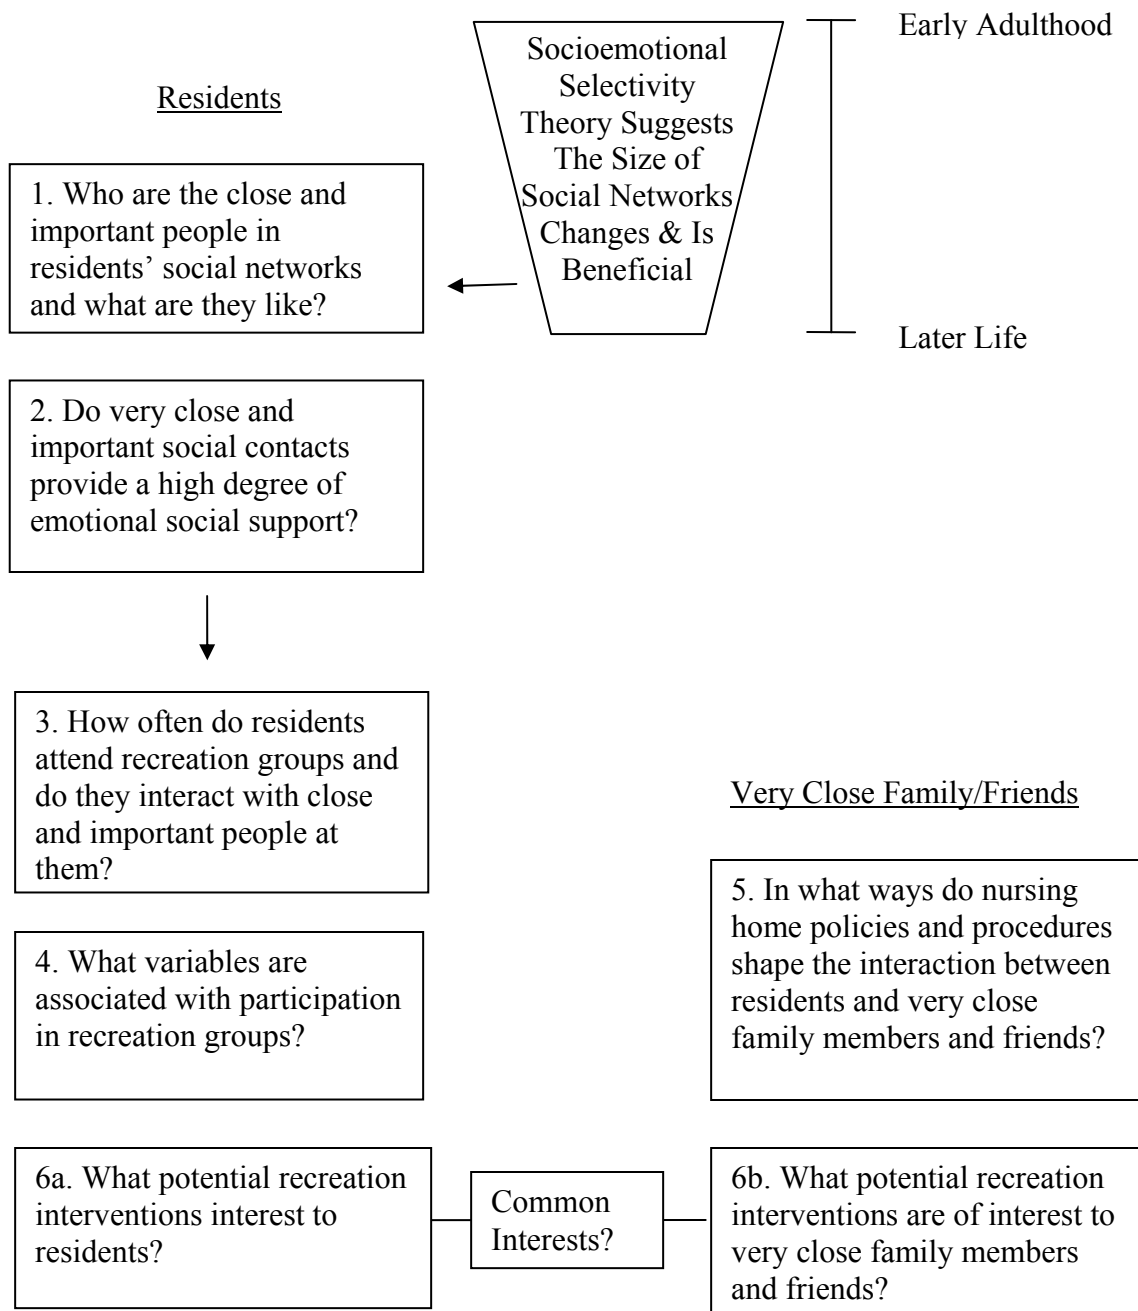 Early Adulthood
Socioemotional
Selectivity
Theory Suggests
The Size of
Social Networks
Changes & Is
Beneficial
Later Life
Residents
1. Who are the close and
important people in
residents’ social networks
and what are they like?
2. Do very close and
important social contacts
provide a high degree of
emotional social support?
3. How often do residents
attend recreation groups and
do they interact with close
and important people at
them?
4. What variables are
associated with participation
in recreation groups?
Very Close Family/Friends
5. In what ways do nursing
home policies and procedures
shape the interaction between
residents and very close
family members and friends?
6a. What potential recreation
interventions interest to
residents?
Common
Interests?
6b. What potential recreation
interventions are of interest to
very close family members
and friends?